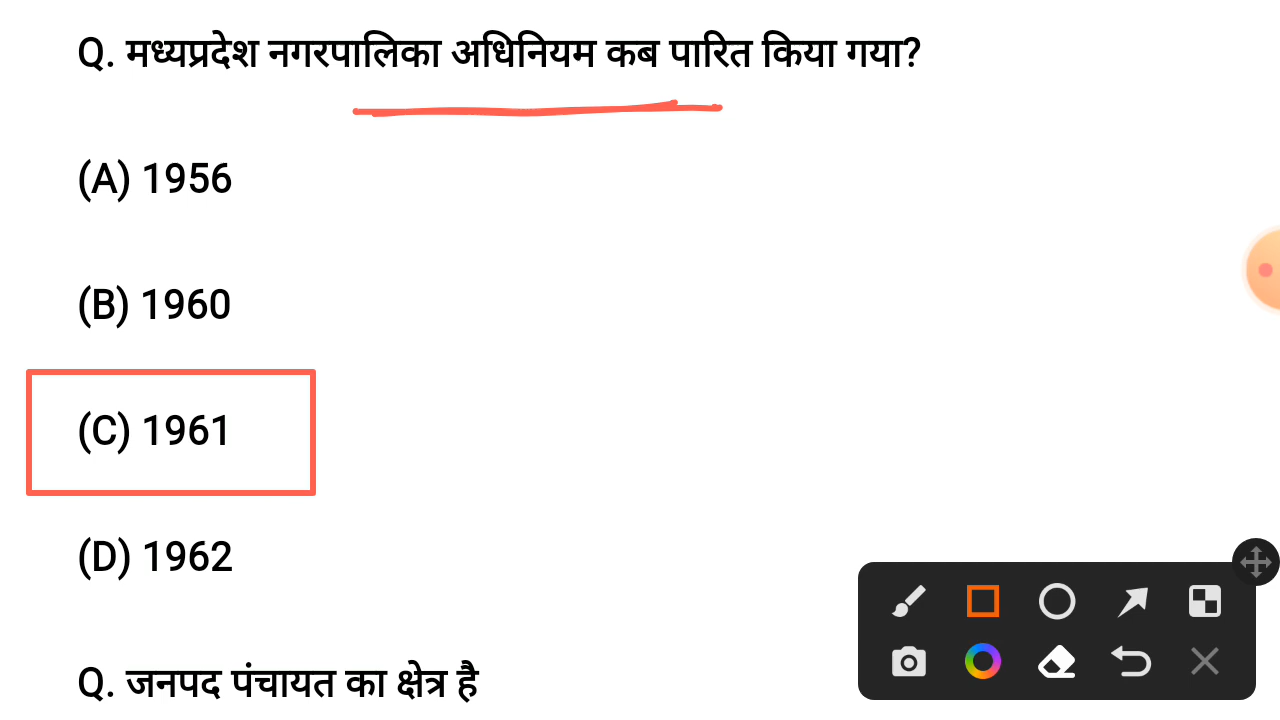 Q. मध्यप्रदेश नगरपालिका अधिनियम कब पारित किया गया?
(A) 1956
(B) 1960
(C) 1961
(D) 1962
Q. जनपद पंचायत का क्षेत्र है